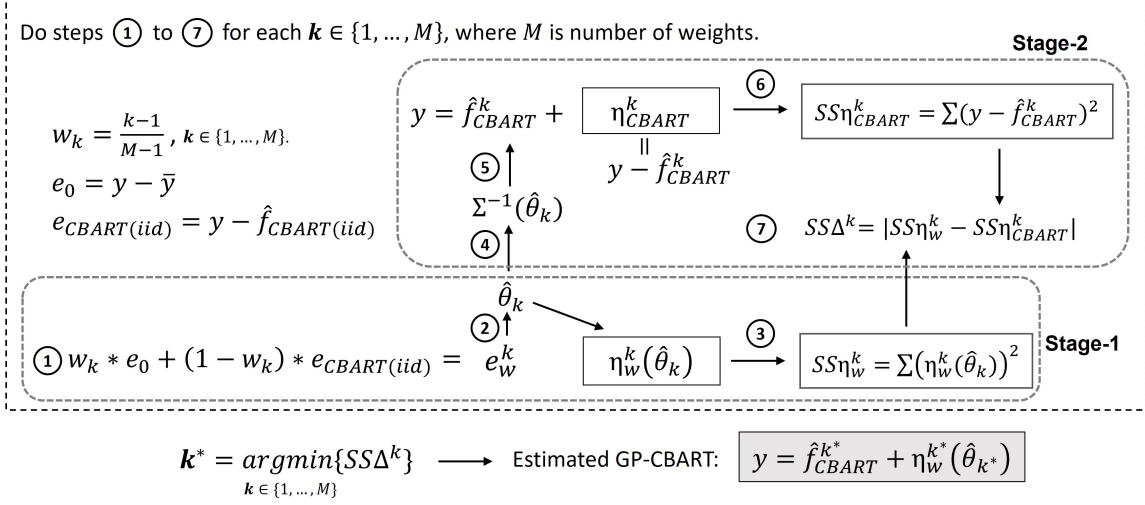 Do steps ① to ⑦ for each k ∈ {1, …, M}, where M is number of weights.
Stage-2
⑥
y = f̂^k_CBART + η^k_CBART
SSη^k_CBART = Σ(y − f̂^k_CBART)²
w_k = (k−1)/(M−1), k ∈ {1, …, M}.
=
⑤
y − f̂^k_CBART
e_0 = y − ȳ
Σ⁻¹(θ̂_k)
e_CBART(iid) = y − f̂_CBART(iid)
⑦ SSΔ^k = |SSη^k_w − SSη^k_CBART|
④
θ̂_k
②
③
① w_k * e_0 + (1 − w_k) * e_CBART(iid) = e^k_w
η^k_w(θ̂_k)
SSη^k_w = Σ(η^k_w(θ̂_k))²
Stage-1
k* = argmin{SSΔ^k}
k ∈ {1, …, M}
Estimated GP-CBART: y = f̂^k*_CBART + η^k*_w(θ̂_k*)